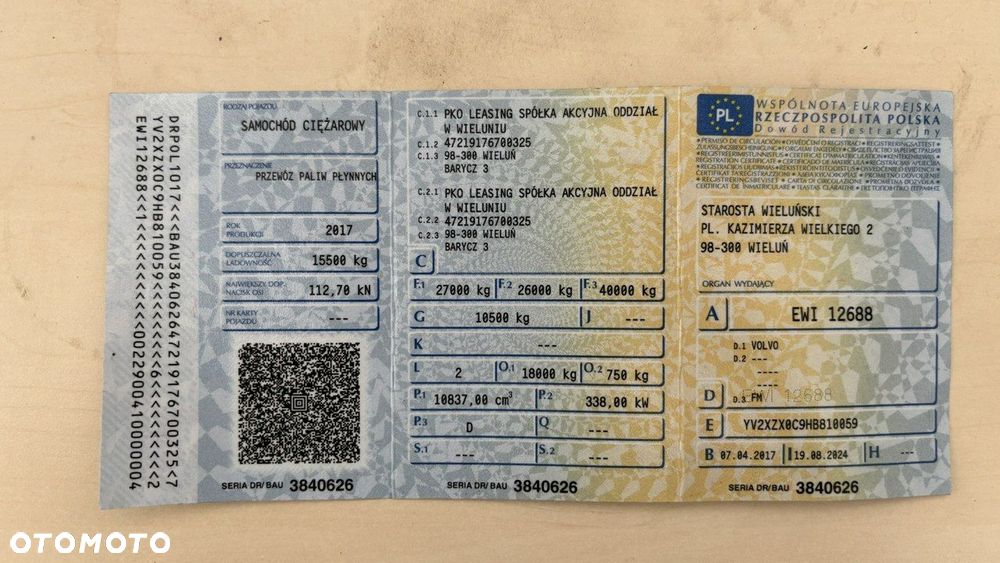 DRPOL1017<<BAU38406264721917670032​5<7
YV2XZX0C9HB810059<<<<<<<<<<<<2
EWI12688<<1<<<<<<<<002290041000004
RODZAJ POJAZDU
SAMOCHÓD CIĘŻAROWY
PRZEZNACZENIE
PRZEWÓZ PALIW PŁYNNYCH
ROK
PRODUKCJI
2017
DOPUSZCZALNA
ŁADOWNOŚĆ
15500 kg
NAJWIĘKSZY DOP.
NACISK OSI
112,70 kN
NR KARTY
POJAZDU
---
SERIA DR/BAU 3840626
C.1.1 PKO LEASING SPÓŁKA AKCYJNA ODDZIAŁ
W WIELUNIU
C.1.2 47219176700325
C.1.3 98-300 WIELUŃ
BARYCZ 3
C.2.1 PKO LEASING SPÓŁKA AKCYJNA ODDZIAŁ
W WIELUNIU
C.2.2 47219176700325
C.2.3 98-300 WIELUŃ
BARYCZ 3
C
F.1 27000 kg F.2 26000 kg F.3 40000 kg
G 10500 kg J ---
K ---
L 2 O.1 18000 kg O.2 750 kg
P.1 10837,00 cm³ P.2 338,00 kW
P.3 D Q ---
S.1 --- S.2 ---
SERIA DR/BAU 3840626
PL
WSPÓLNOTA EUROPEJSKA
RZECZPOSPOLITA POLSKA
Dowód Rejestracyjny
STAROSTA WIELUŃSKI
PL. KAZIMIERZA WIELKIEGO 2
98-300 WIELUŃ
ORGAN WYDAJĄCY
A EWI 12688
D.1 VOLVO
D.2 ---
----
----
D D.3 FM EWI 12688
E YV2XZX0C9HB810059
B 07.04.2017 I 19.08.2024 H ---
SERIA DR/BAU 3840626
OTOMOTO